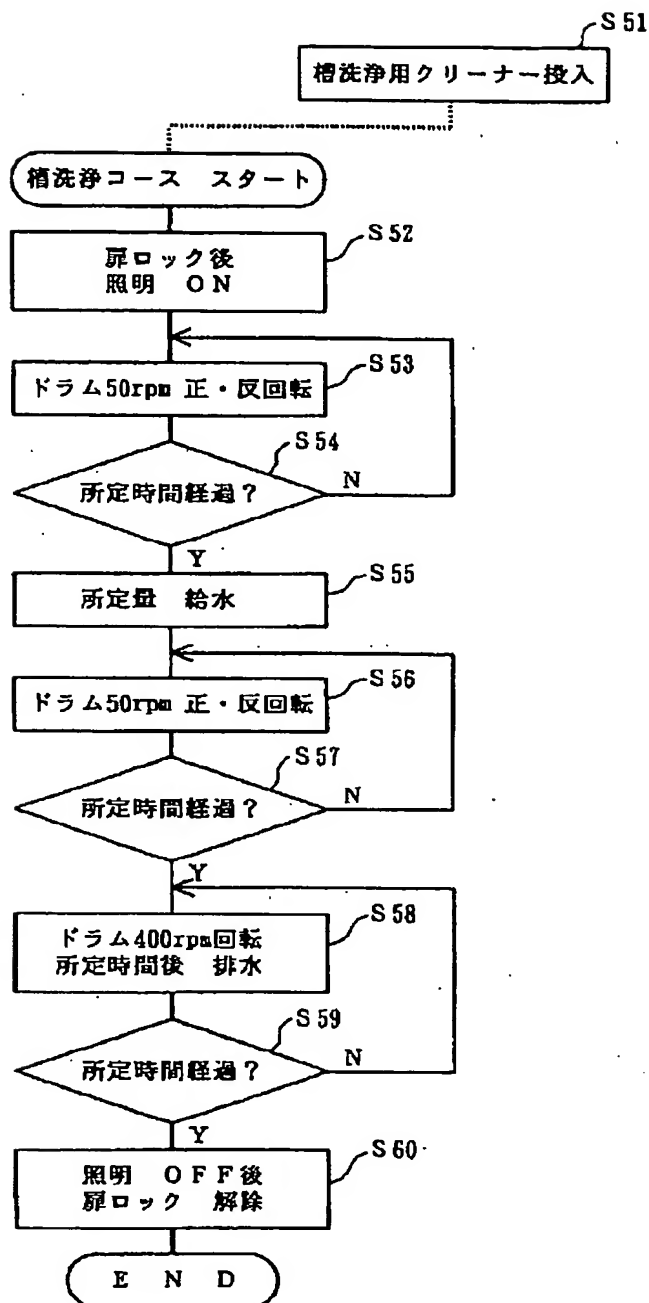 S51
槽洗浄用クリーナー投入
槽洗浄コース スタート
S52
扉ロック後
照明 ON
S53
ドラム50rpm 正・反回転
S54
所定時間経過?
N
Y
S55
所定量 給水
S56
ドラム50rpm 正・反回転
S57
所定時間経過?
N
Y
S58
ドラム400rpm回転
所定時間後 排水
S59
所定時間経過?
N
Y
S60
照明 OFF後
扉ロック 解除
END